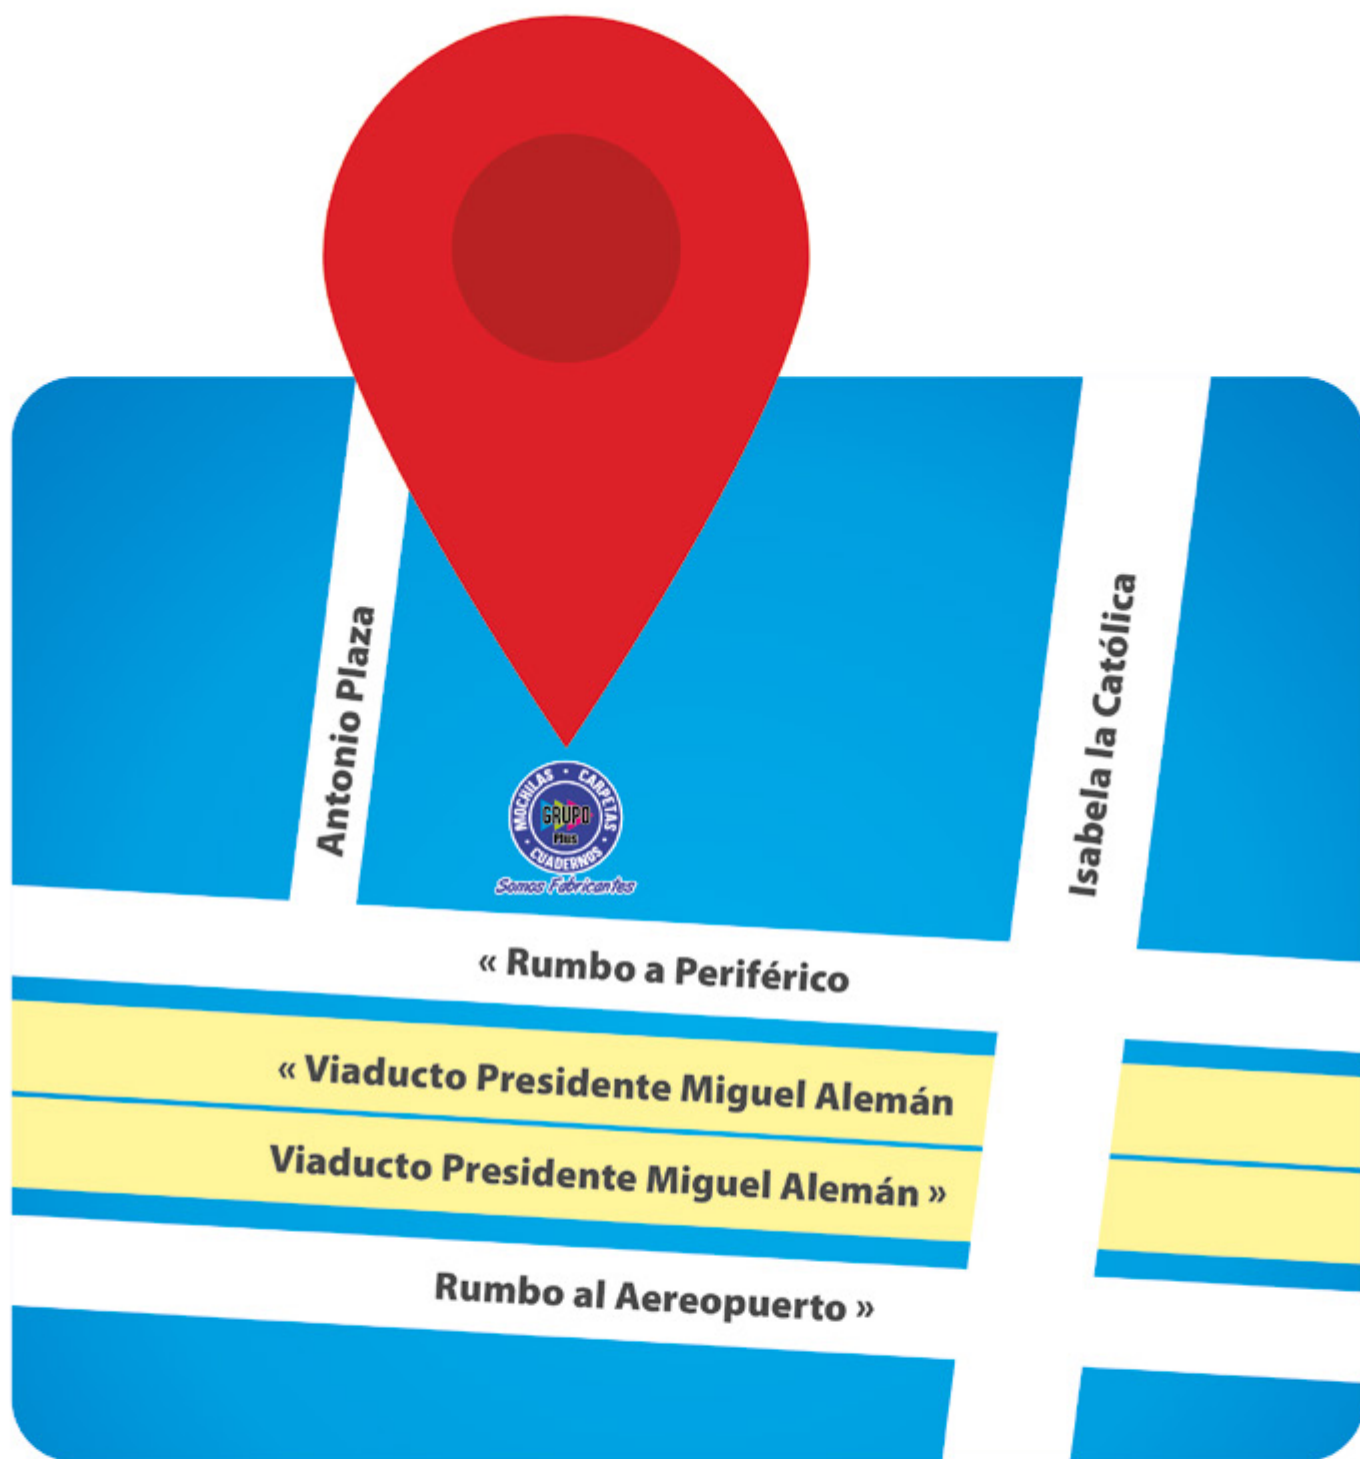 Antonio Plaza
Isabela la Católica
MOCHILAS • CARPETAS • CUADERNOS •
GRUPO
Plus
Somos Fabricantes
« Rumbo a Periférico
« Viaducto Presidente Miguel Alemán
Viaducto Presidente Miguel Alemán »
Rumbo al Aereopuerto »